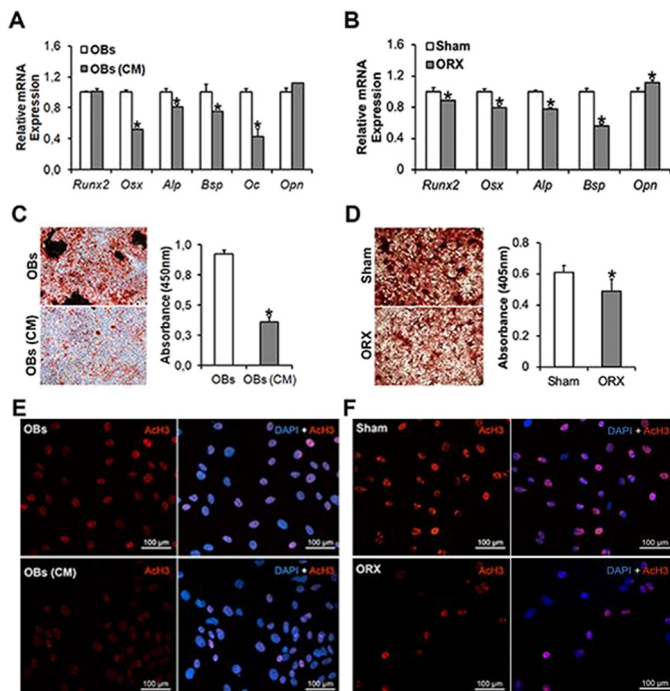 A
Relative mRNA
Expression
1,6
1,2
0,8
0,4
0,0
OBs
OBs (CM)
*
*
*
*
Runx2 Osx Alp Bsp Oc Opn
B
Relative mRNA
Expression
1.6
1.2
0.8
0.4
0.0
Sham
ORX
*
*
*
*
*
Runx2 Osx Alp Bsp Opn
C
OBs
OBs (CM)
Absorbance (450nm)
1,0
0,8
0,5
0,3
0,0
*
OBs OBs (CM)
D
Sham
ORX
Absorbance (405nm)
0.8
0.6
0.4
0.2
0.0
*
Sham ORX
E
OBs
AcH3
100 µm
DAPI + AcH3
100 µm
OBs (CM)
AcH3
100 µm
DAPI + AcH3
100 µm
F
Sham
AcH3
100 µm
DAPI + AcH3
100 µm
ORX
AcH3
100 µm
DAPI + AcH3
100 µm